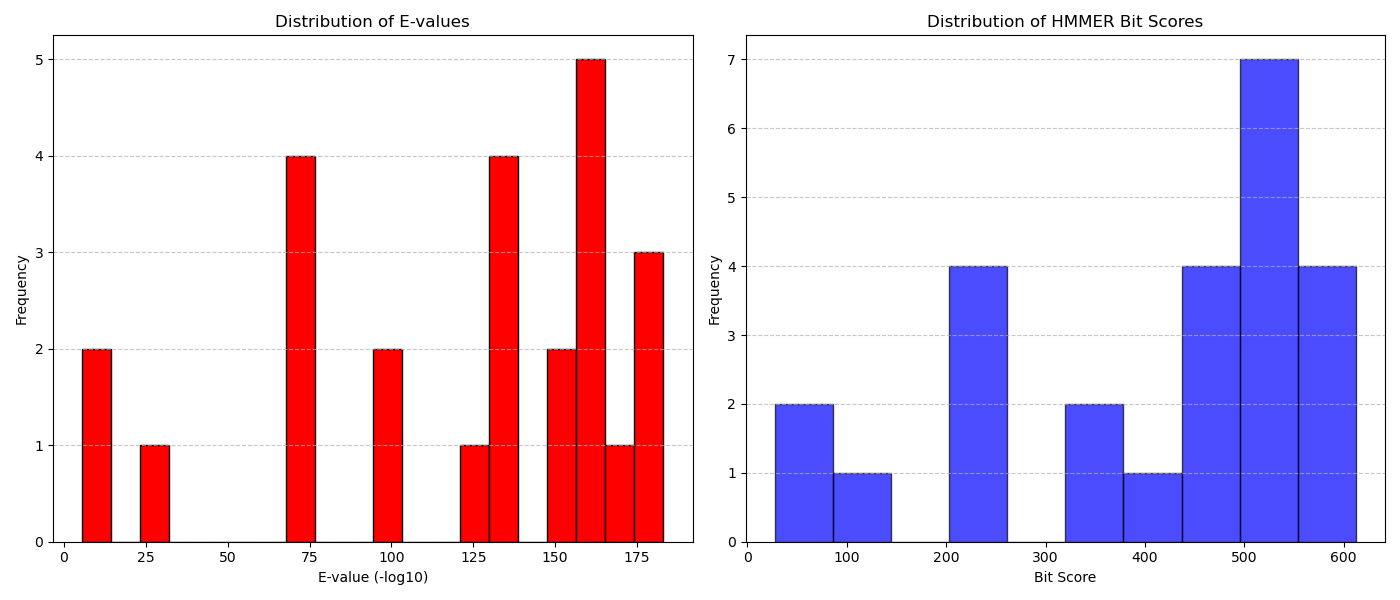 Distribution of E-values
5
4
3
2
1
0
Frequency
0 25 50 75 100 125 150 175
E-value (-log10)
Distribution of HMMER Bit Scores
7
6
5
4
3
2
1
0
Frequency
0 100 200 300 400 500 600
Bit Score